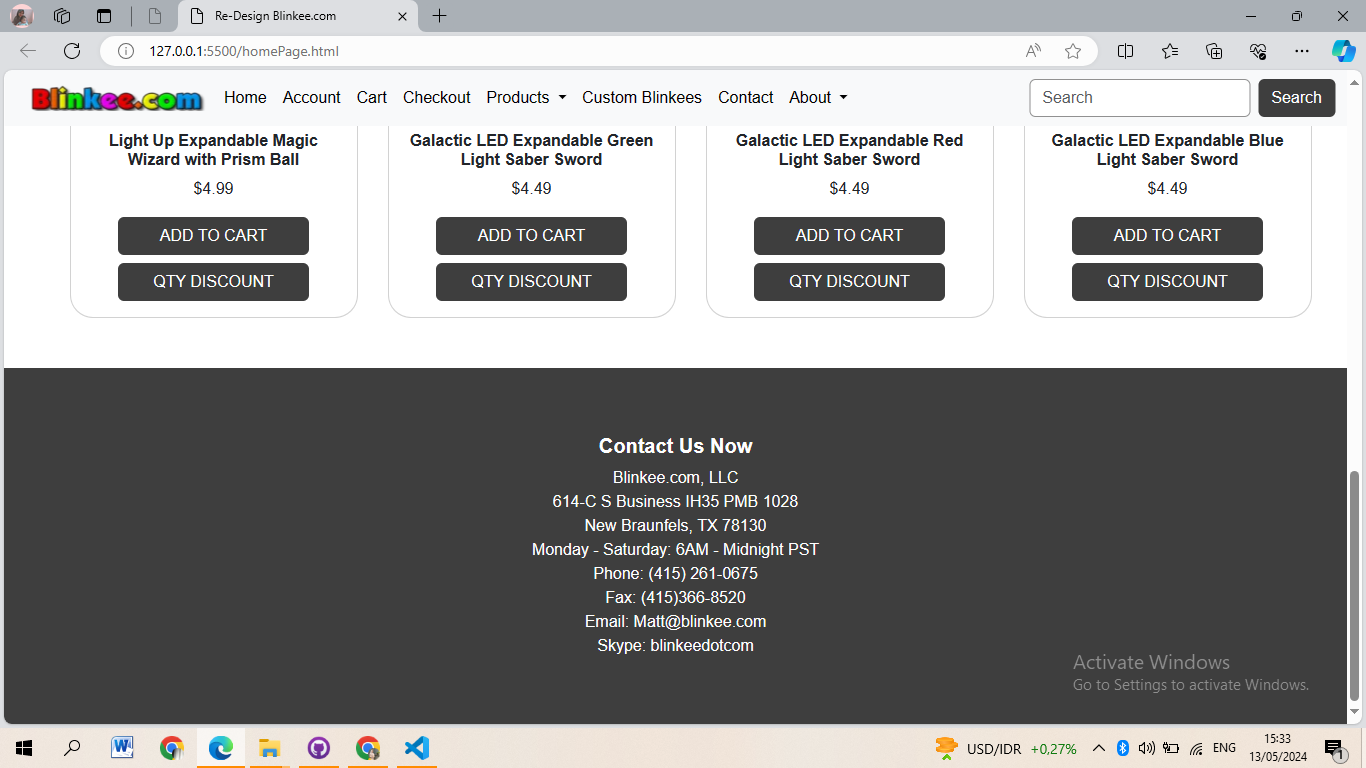 Re-Design Blinkee.com
127.0.0.1:5500/homePage.html
Blinkee.com Home Account Cart Checkout Products Custom Blinkees Contact About Search Search
Light Up Expandable Magic
Wizard with Prism Ball
$4.99
ADD TO CART
QTY DISCOUNT
Galactic LED Expandable Green
Light Saber Sword
$4.49
ADD TO CART
QTY DISCOUNT
Galactic LED Expandable Red
Light Saber Sword
$4.49
ADD TO CART
QTY DISCOUNT
Galactic LED Expandable Blue
Light Saber Sword
$4.49
ADD TO CART
QTY DISCOUNT
Contact Us Now
Blinkee.com, LLC
614-C S Business IH35 PMB 1028
New Braunfels, TX 78130
Monday - Saturday: 6AM - Midnight PST
Phone: (415) 261-0675
Fax: (415)366-8520
Email: Matt@blinkee.com
Skype: blinkeedotcom
Activate Windows
Go to Settings to activate Windows.
USD/IDR +0,27% ENG
15:33
13/05/2024
1